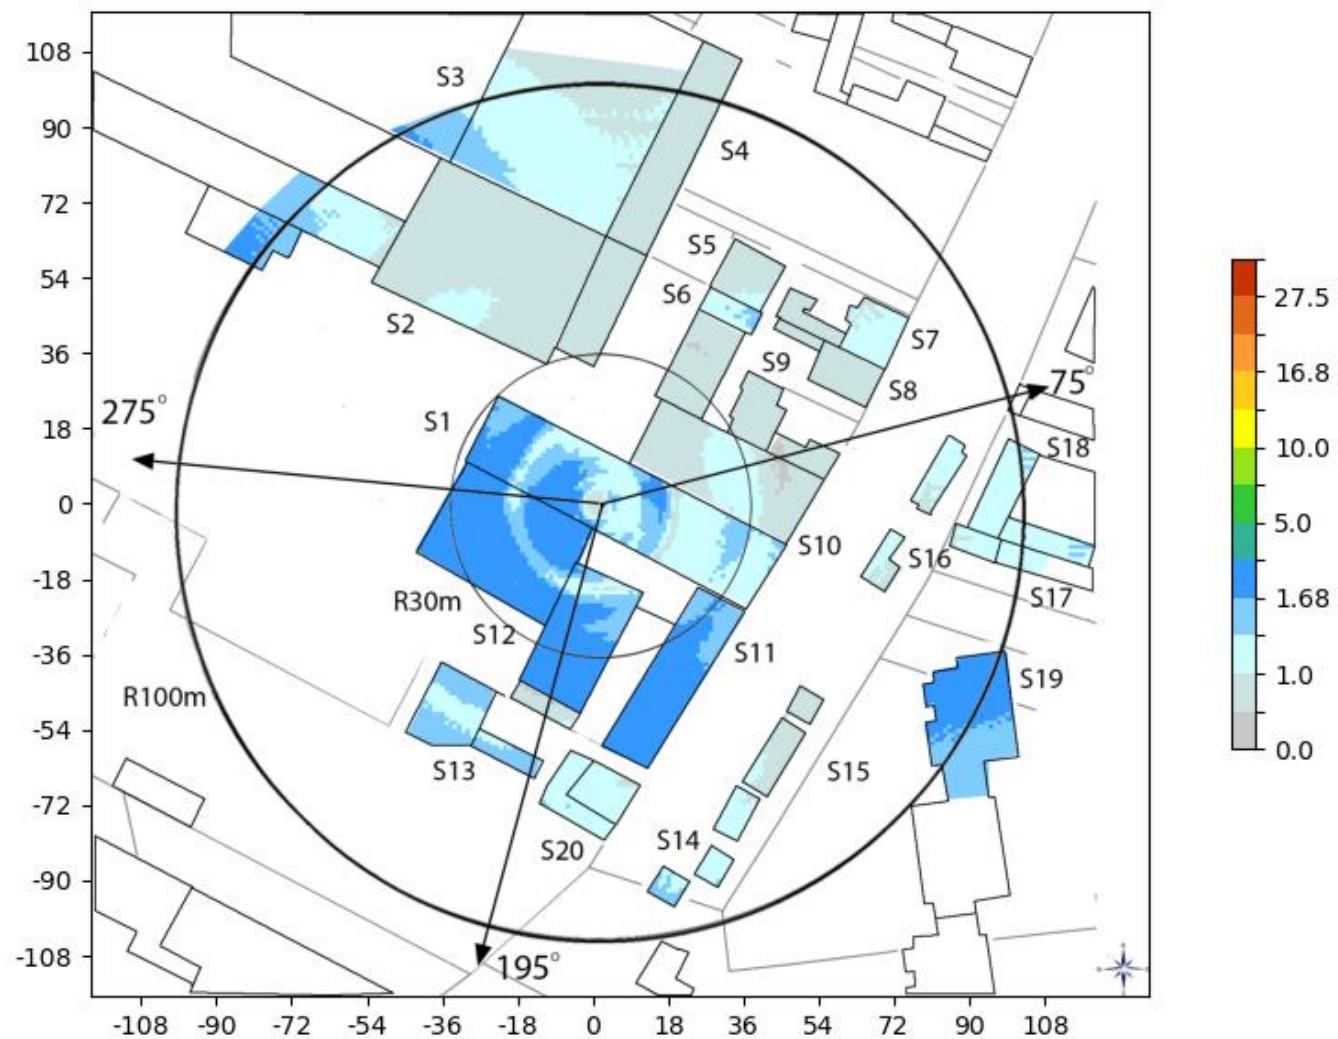 108
S3
90
S4
72
S5
54
S6
S2
S7
27.5
36
S9
75°
S8
16.8
275°
S1
18
S18
10.0
0
S10
5.0
S16
-18
R30m
S17
1.68
S12
S11
-36
S19
1.0
R100m
-54
0.0
S13
S15
-72
S14
S20
-90
-108
195°
-108 -90 -72 -54 -36 -18 0 18 36 54 72 90 108